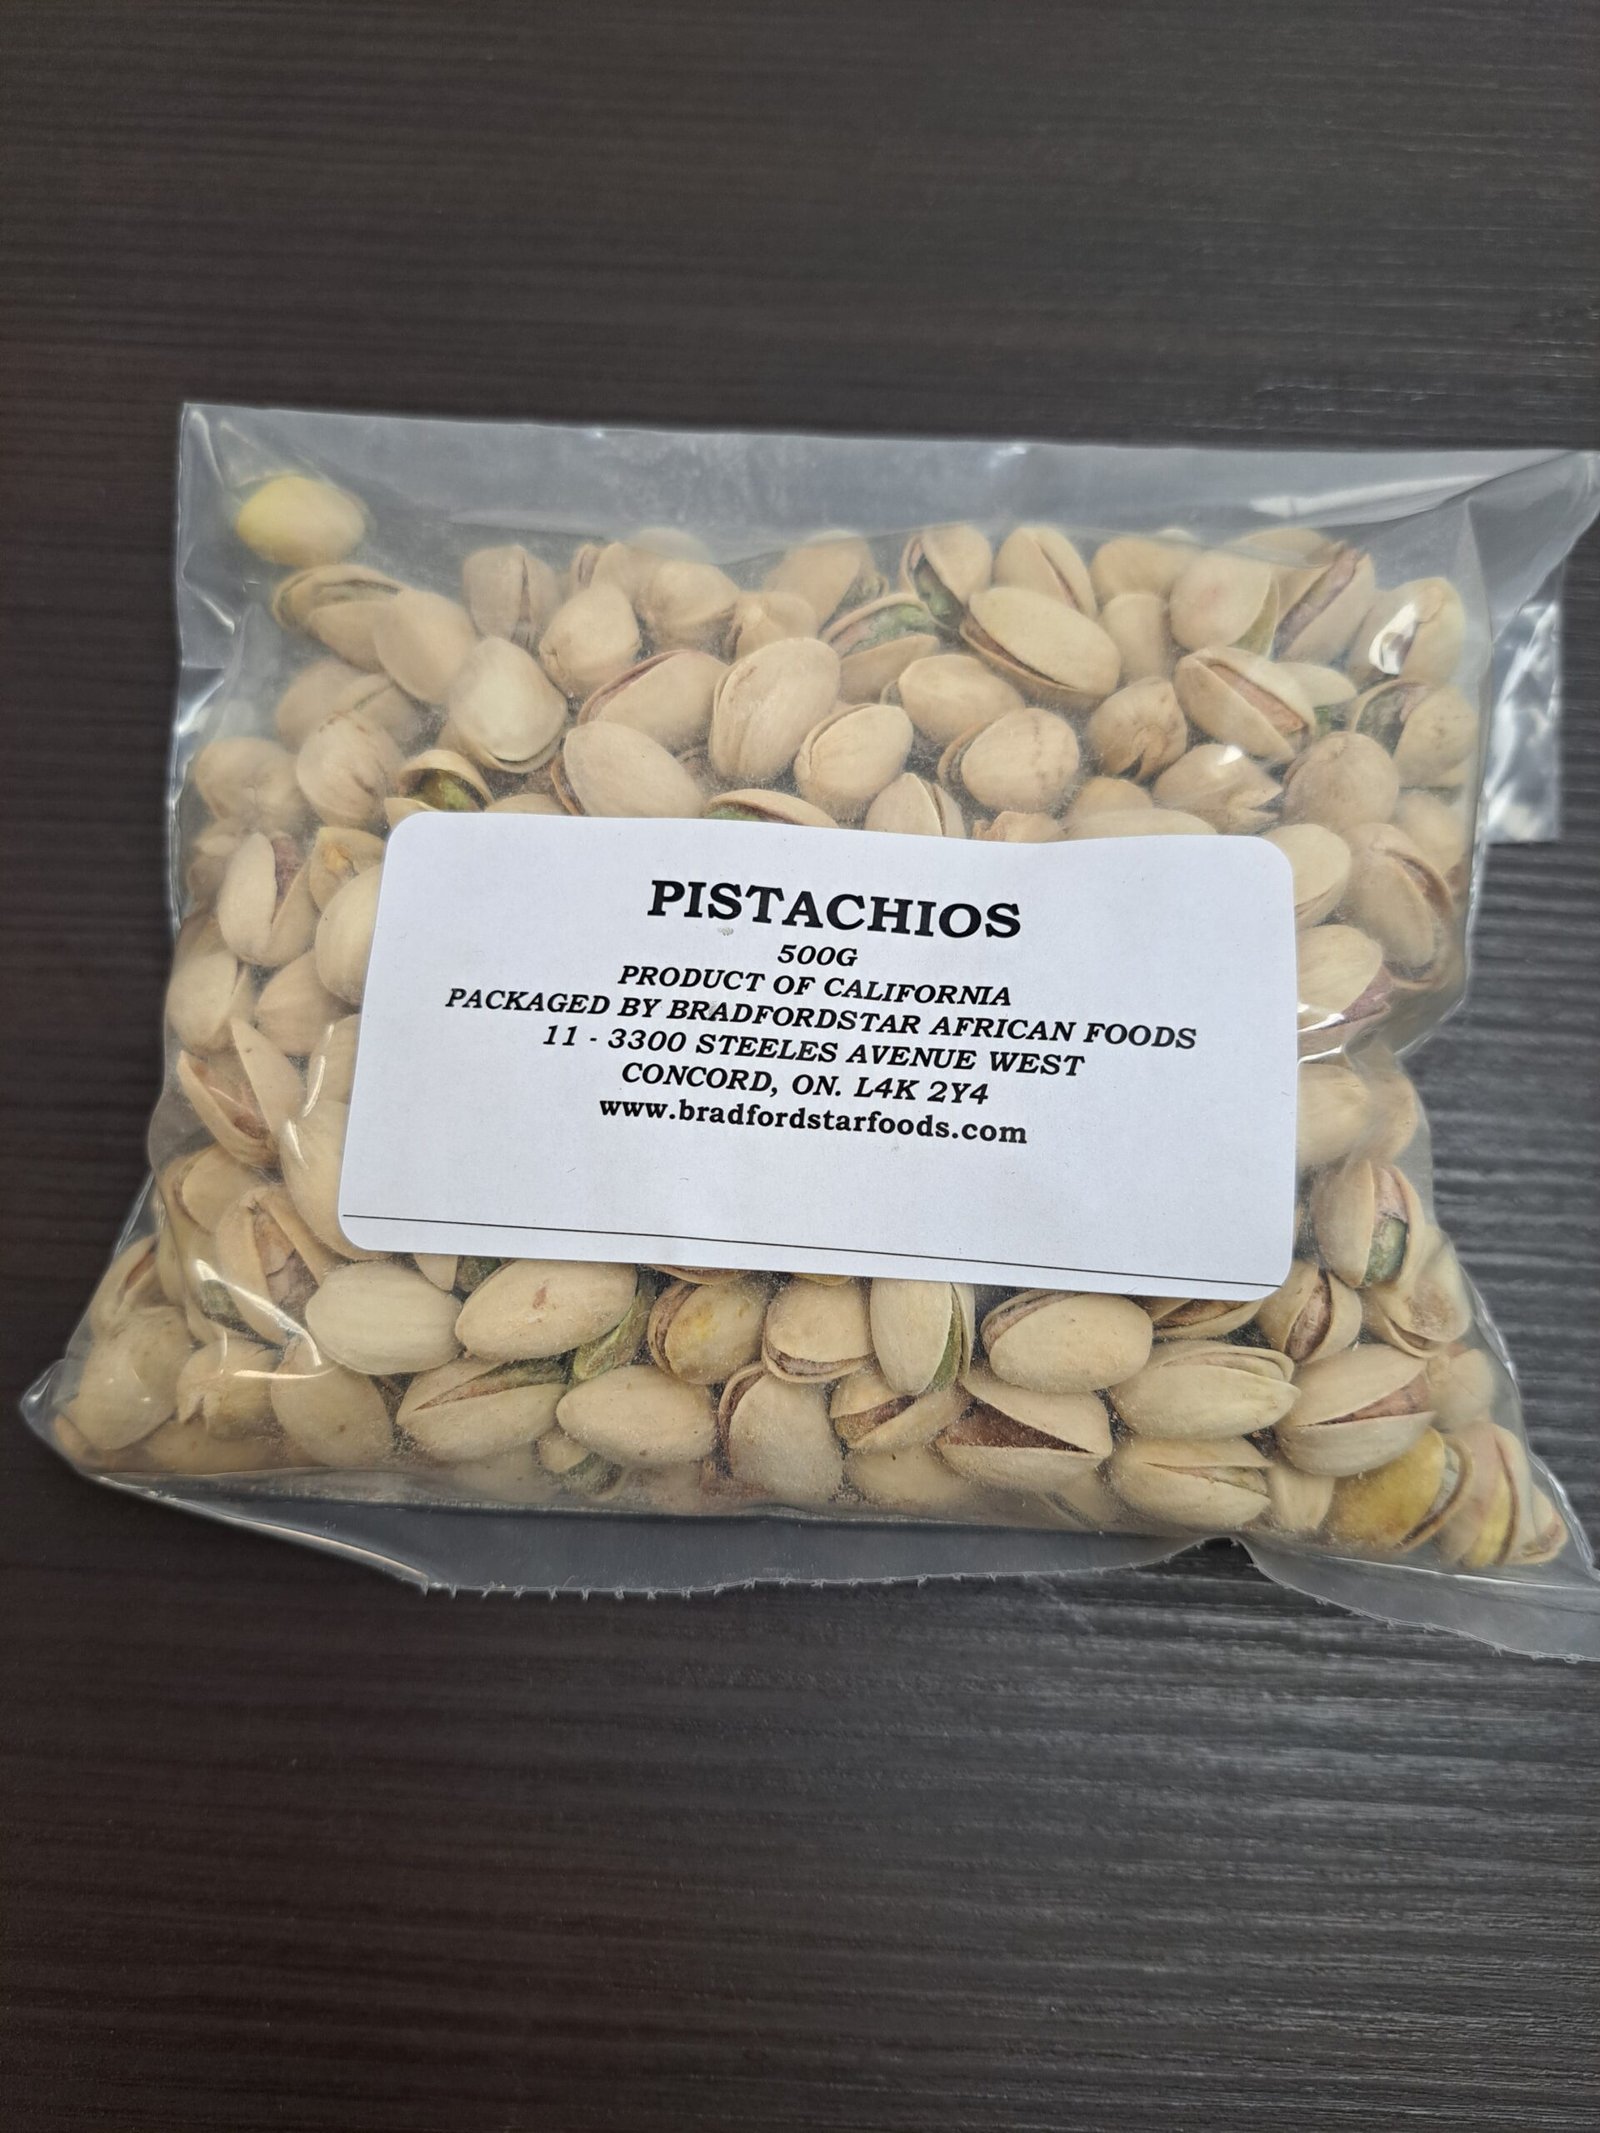 PISTACHIOS
500G
PRODUCT OF CALIFORNIA
PACKAGED BY BRADFORDSTAR AFRICAN FOODS
11 - 3300 STEELES AVENUE WEST
CONCORD, ON. L4K 2Y4
www.bradfordstarfoods.com